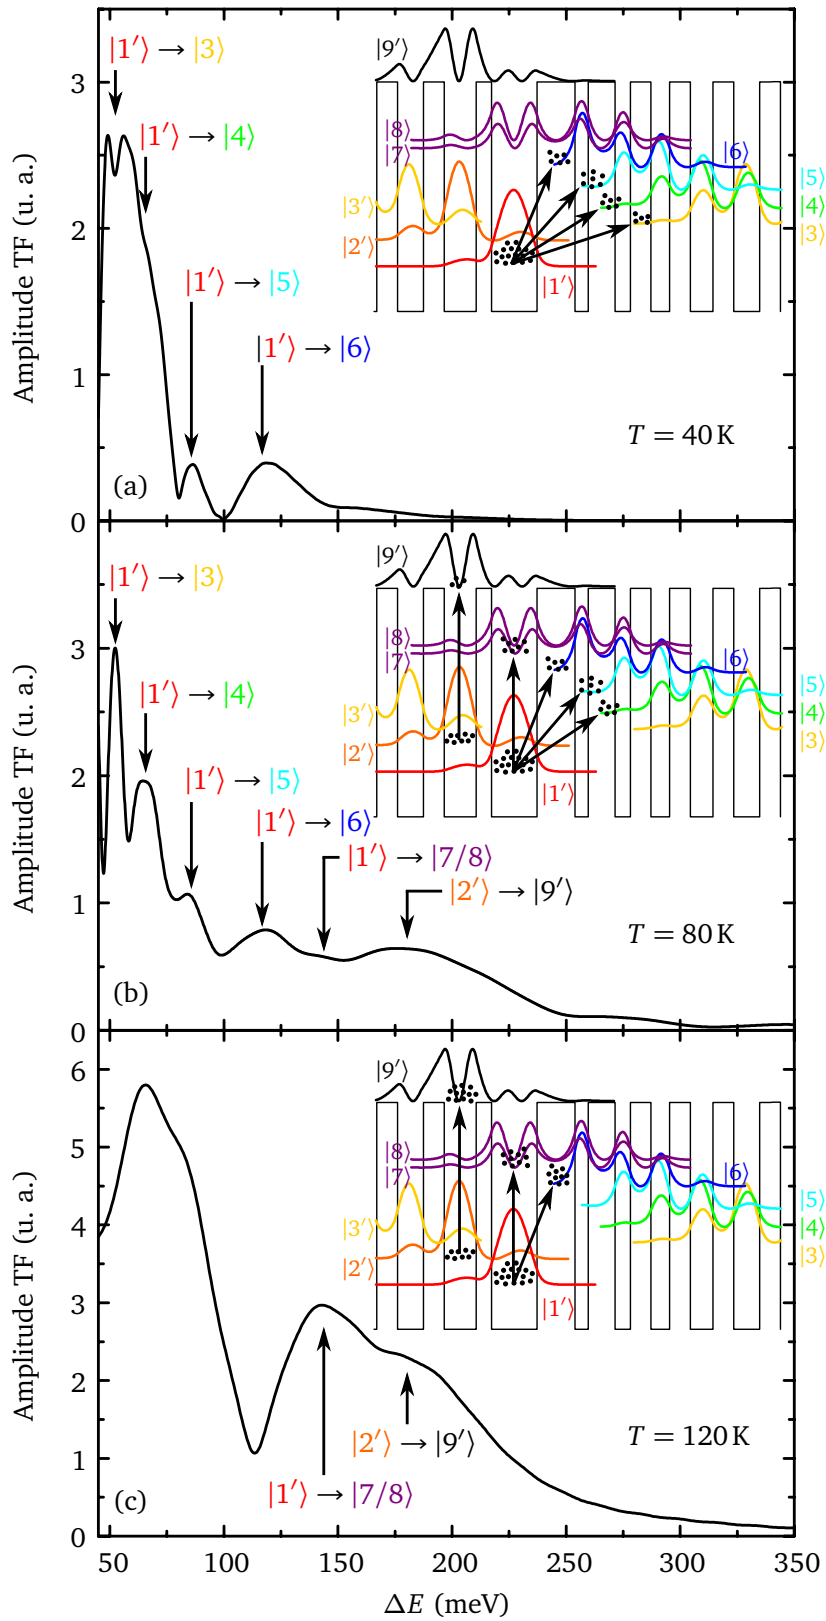 |9′⟩
|1′⟩ → |3⟩
3
|1′⟩ → |4⟩
|8⟩
|7⟩
|6⟩
|5⟩
|3′⟩
|4⟩
2
|3⟩
|2′⟩
|1′⟩
|1′⟩ → |5⟩
Amplitude TF (u. a.)
|1′⟩ → |6⟩
1
T = 40 K
(a)
0
|9′⟩
|1′⟩ → |3⟩
3
|8⟩
|7⟩
|6⟩
|1′⟩ → |4⟩
|5⟩
|3′⟩
|4⟩
|3⟩
|2′⟩
2
|1′⟩ → |5⟩
|1′⟩
Amplitude TF (u. a.)
|1′⟩ → |6⟩
|1′⟩ → |7/8⟩
|2′⟩ → |9′⟩
1
T = 80 K
(b)
0
|9′⟩
6
|8⟩
5
|7⟩
|6⟩
|5⟩
|3′⟩
|4⟩
4
|3⟩
|2′⟩
|1′⟩
3
Amplitude TF (u. a.)
2
|2′⟩ → |9′⟩
T = 120 K
1
|1′⟩ → |7/8⟩
(c)
0
50 100 150 200 250 300 350
ΔE (meV)